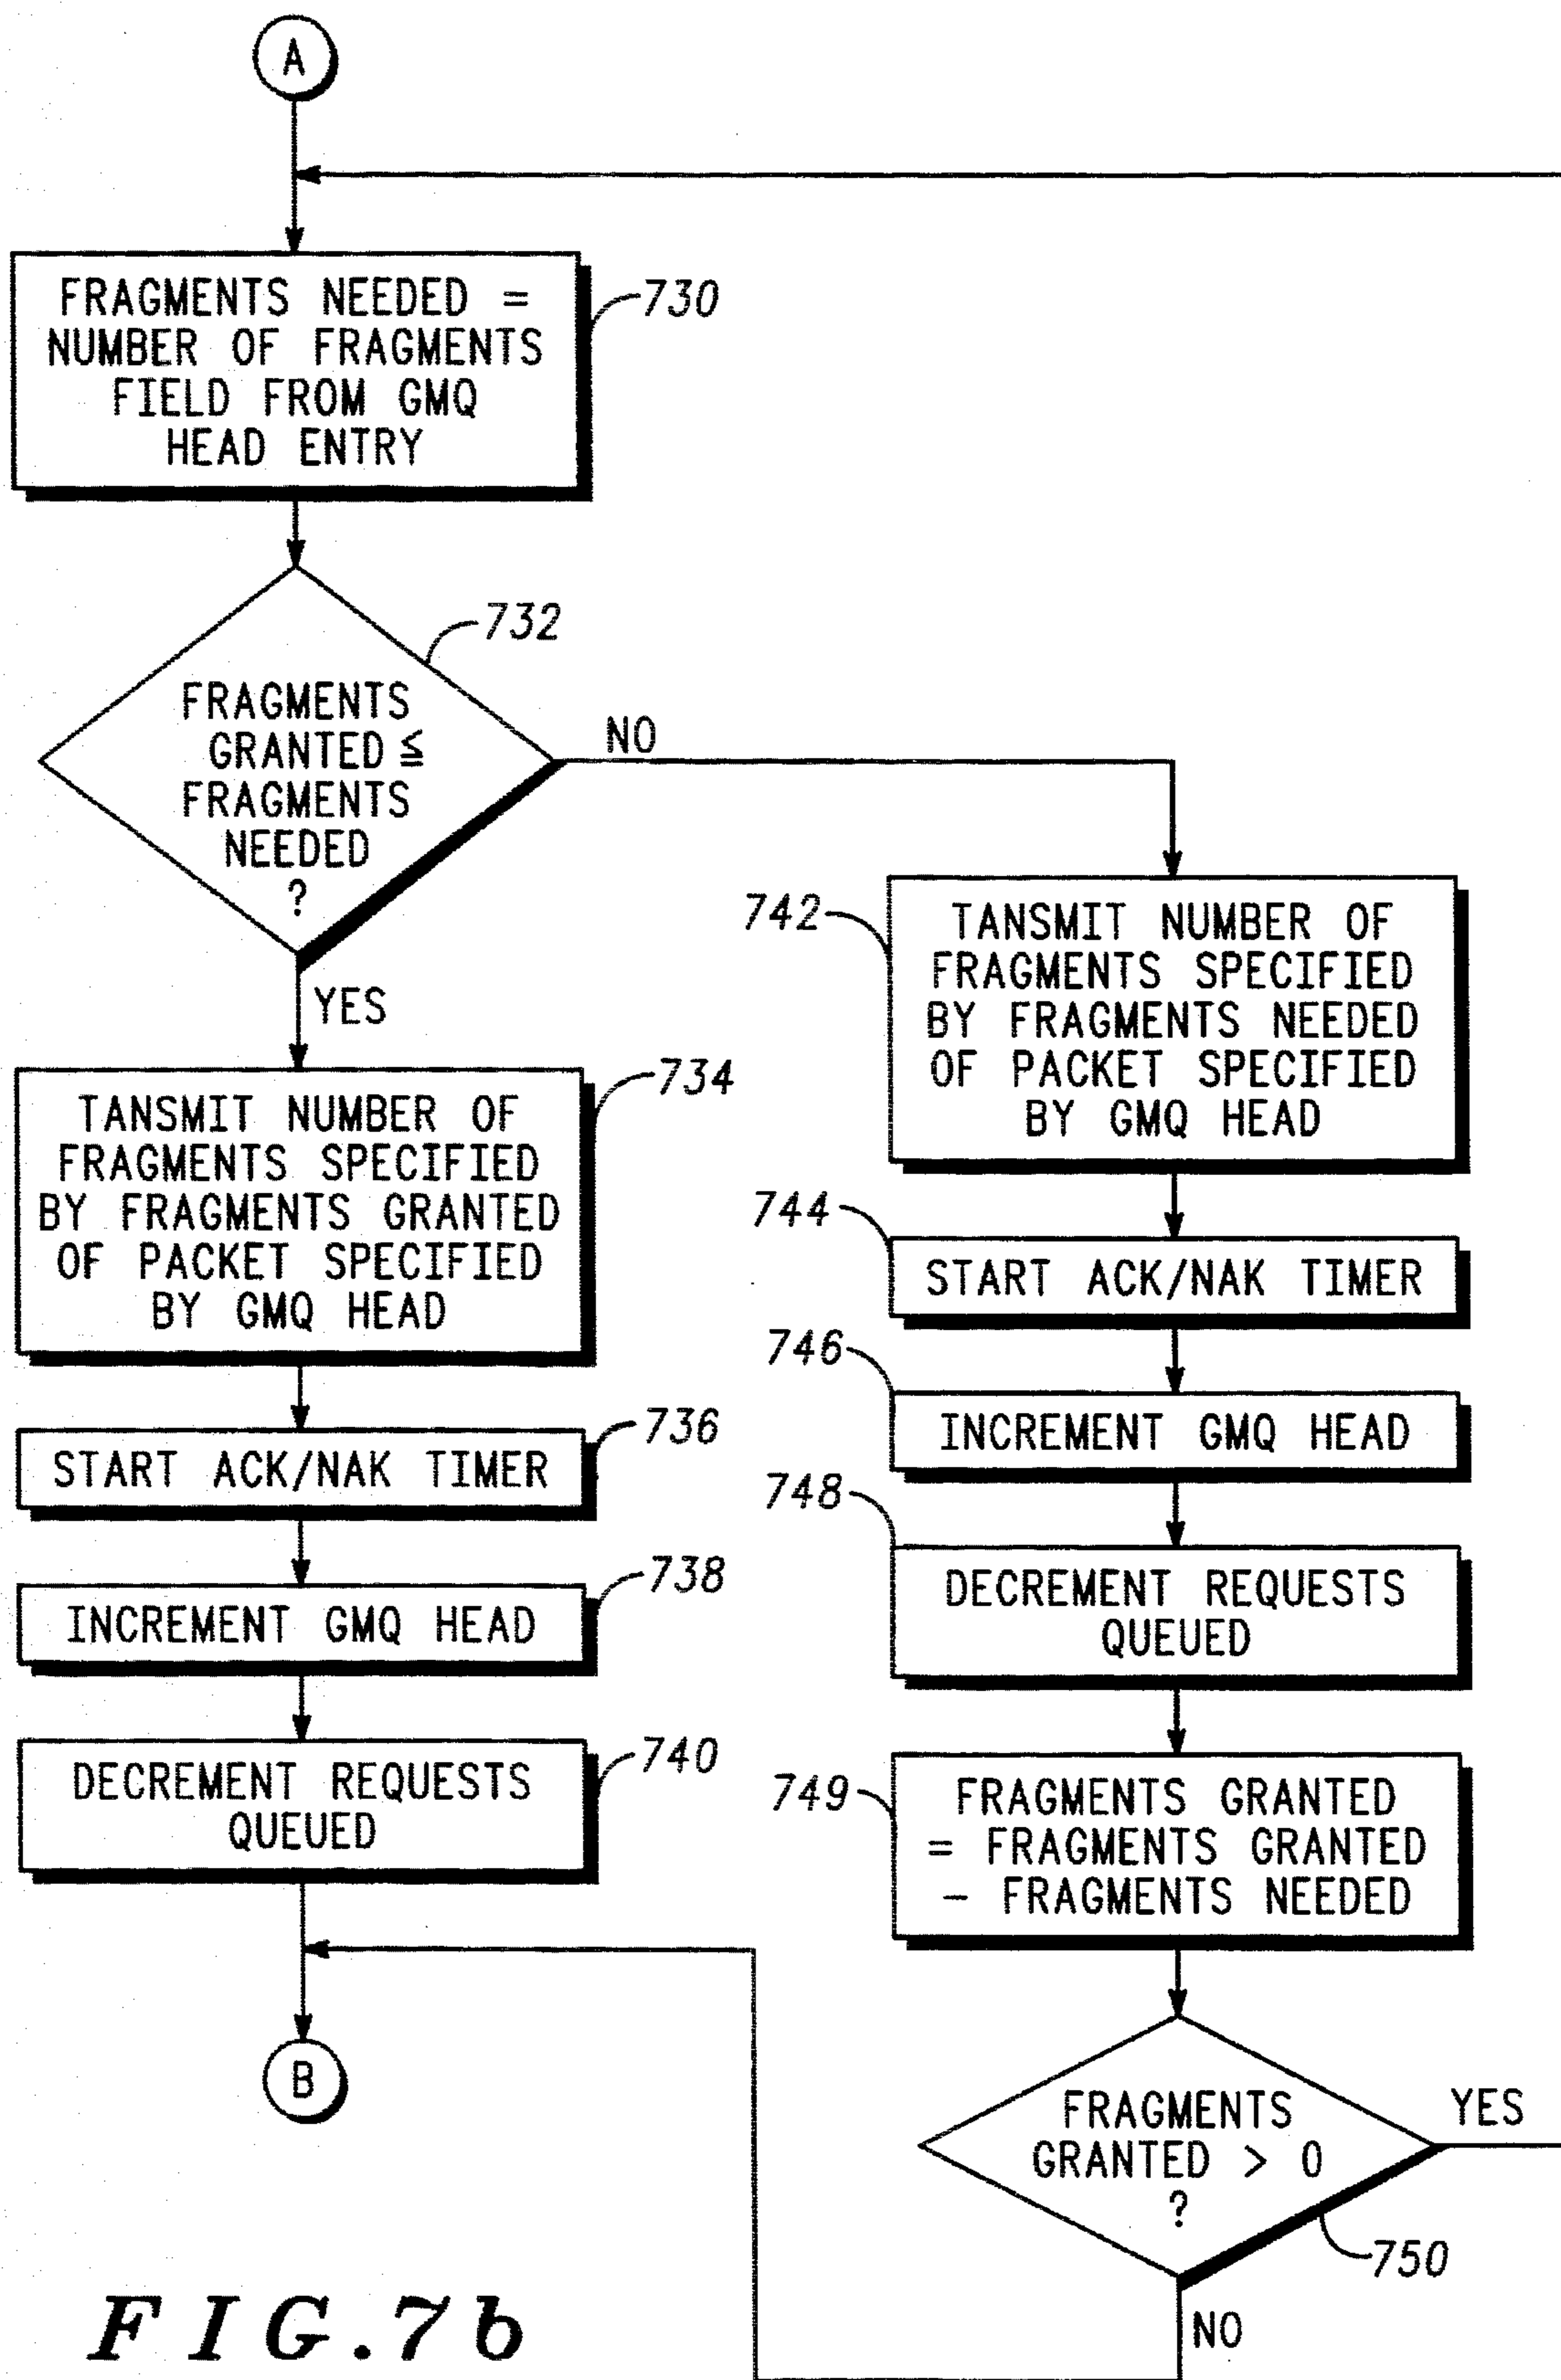 A
FRAGMENTS NEEDED =
NUMBER OF FRAGMENTS
FIELD FROM GMQ
HEAD ENTRY
730
732
FRAGMENTS
GRANTED ≦
FRAGMENTS
NEEDED
?
NO
YES
734
TANSMIT NUMBER OF
FRAGMENTS SPECIFIED
BY FRAGMENTS GRANTED
OF PACKET SPECIFIED
BY GMQ HEAD
736
START ACK/NAK TIMER
738
INCREMENT GMQ HEAD
740
DECREMENT REQUESTS
QUEUED
B
742
TANSMIT NUMBER OF
FRAGMENTS SPECIFIED
BY FRAGMENTS NEEDED
OF PACKET SPECIFIED
BY GMQ HEAD
744
START ACK/NAK TIMER
746
INCREMENT GMQ HEAD
748
DECREMENT REQUESTS
QUEUED
749
FRAGMENTS GRANTED
= FRAGMENTS GRANTED
- FRAGMENTS NEEDED
FRAGMENTS
GRANTED > 0
?
YES
750
NO
FIG.7b